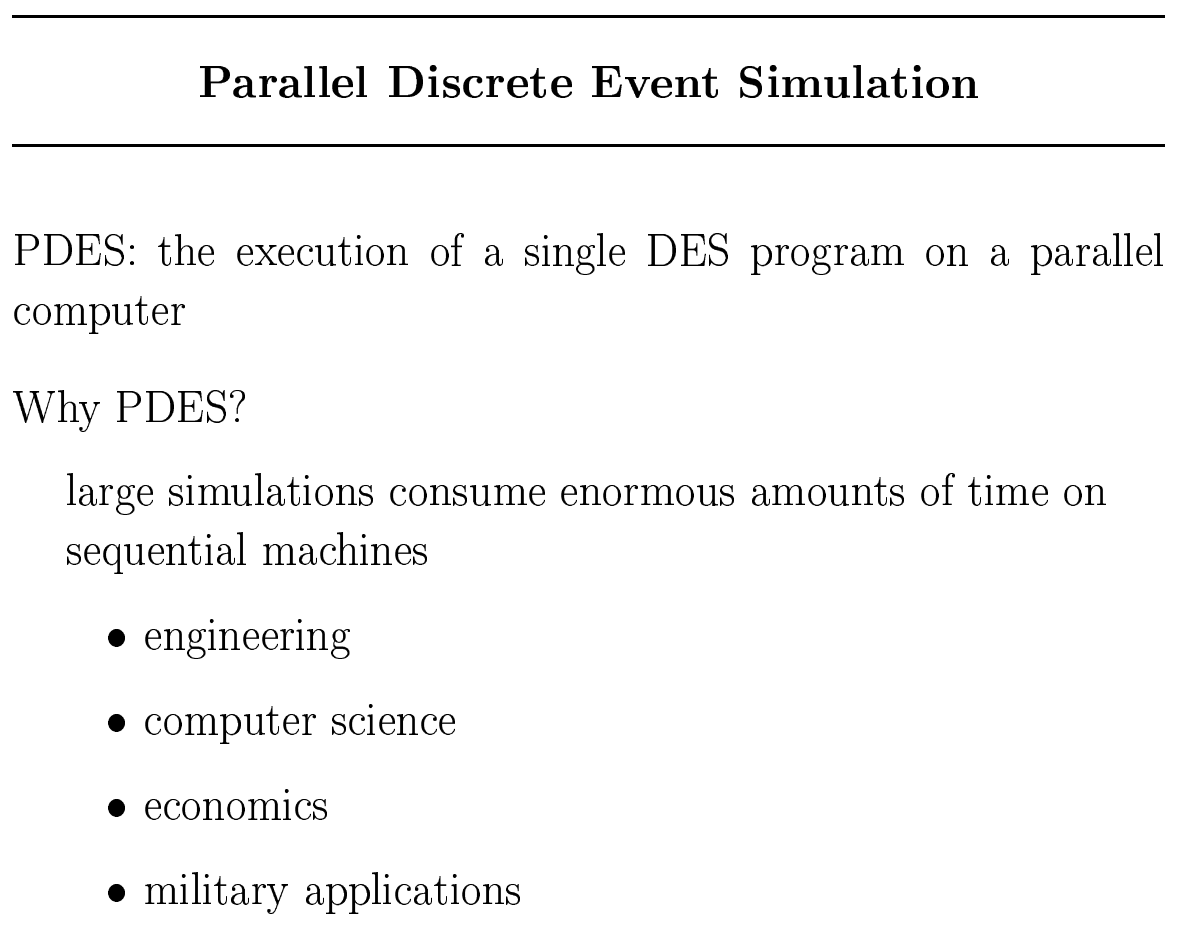 Parallel Discrete Event Simulation
PDES: the execution of a single DES program on a parallel
computer
Why PDES?
large simulations consume enormous amounts of time on
sequential machines
• engineering
• computer science
• economics
• military applications